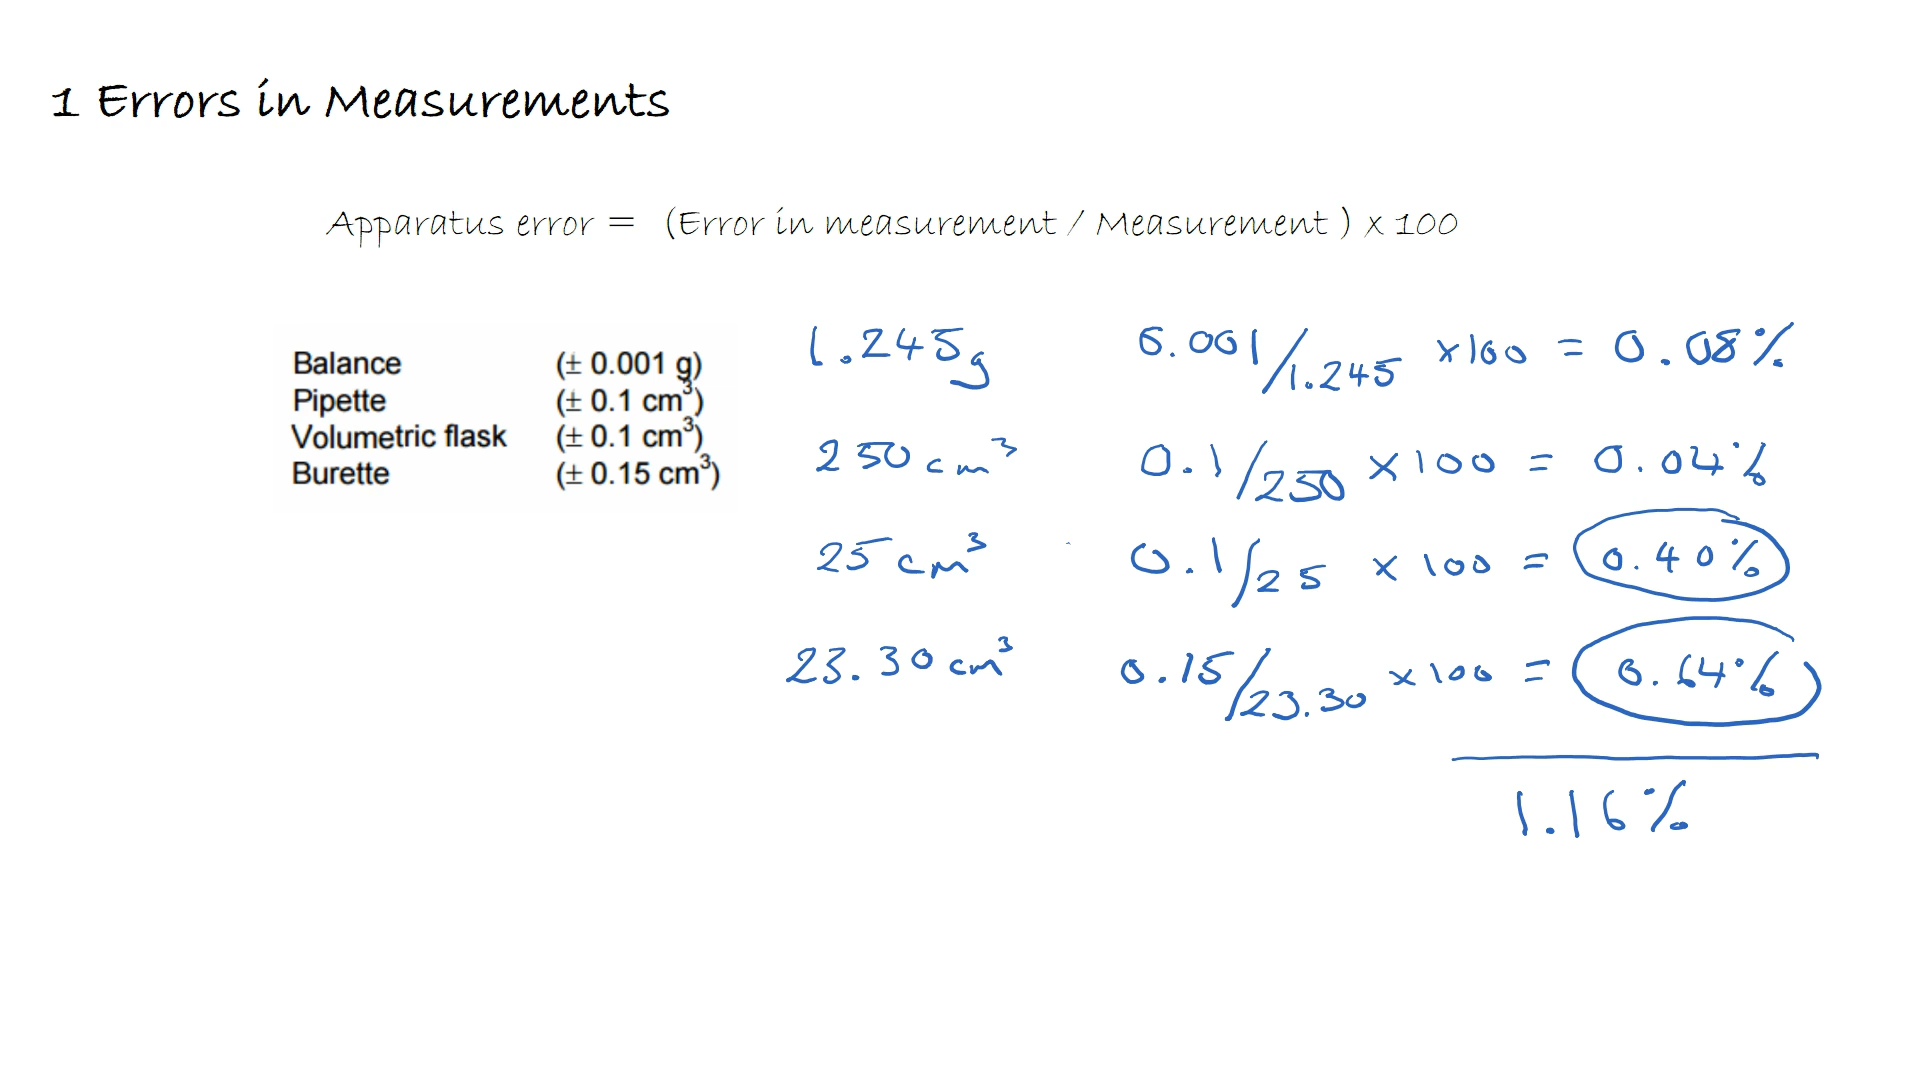 1 Errors in Measurements
Apparatus error = (Error in measurement / Measurement ) x 100
Balance (± 0.001 g) 1.245g 0.001/1.245 x100 = 0.08%
Pipette (± 0.1 cm³)
Volumetric flask (± 0.1 cm³) 250cm³ 0.1/250 x100 = 0.04%
Burette (± 0.15 cm³)
25cm³ 0.1/25 x 100 = 0.40%
23.30cm³ 0.15/23.30 x100 = 0.64%
1.16%